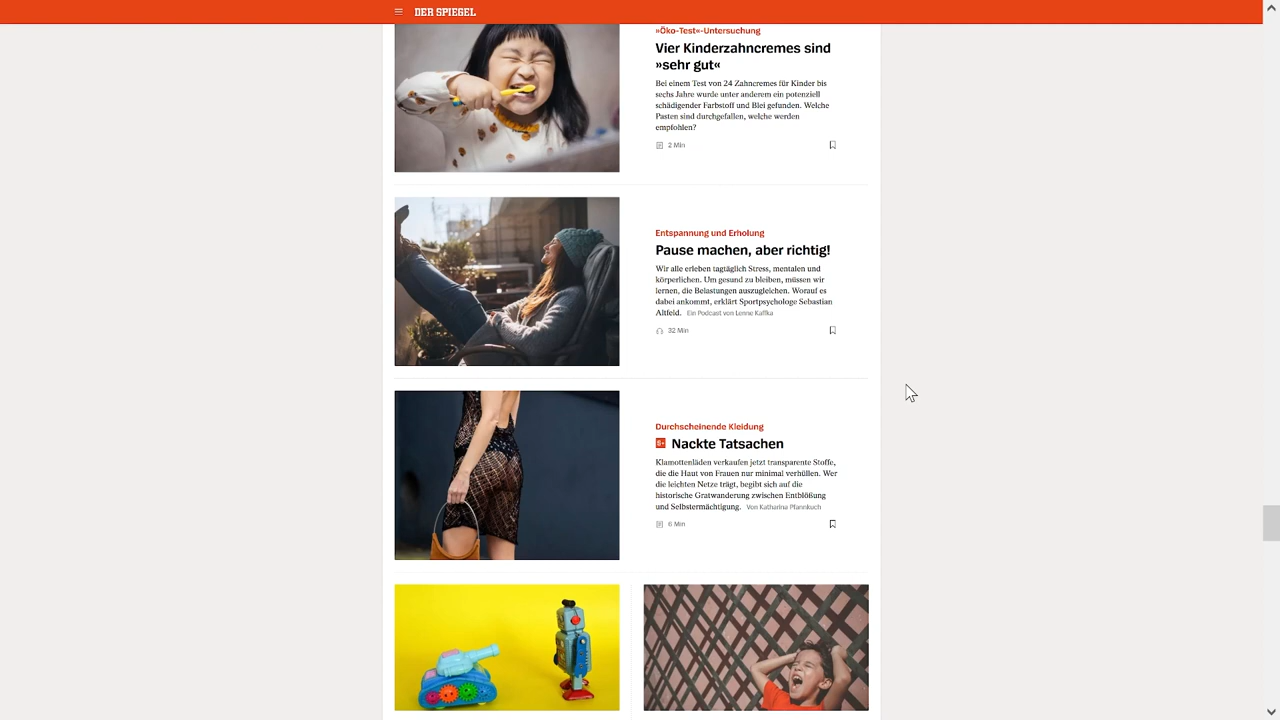 DER SPIEGEL
»Öko-Test«-Untersuchung
Vier Kinderzahncremes sind
»sehr gut«
Bei einem Test von 24 Zahncremes für Kinder bis
sechs Jahre wurde unter anderem ein potenziell
schädigender Farbstoff und Blei gefunden. Welche
Pasten sind durchgefallen, welche werden
empfohlen?
2 Min
Entspannung und Erholung
Pause machen, aber richtig!
Wir alle erleben tagtäglich Stress, mentalen und
körperlichen. Um gesund zu bleiben, müssen wir
lernen, die Belastungen auszugleichen. Worauf es
dabei ankommt, erklärt Sportpsychologe Sebastian
Altfeld. Ein Podcast von Lenne Kaffka
32 Min
Durchscheinende Kleidung
S+ Nackte Tatsachen
Klamottenläden verkaufen jetzt transparente Stoffe,
die die Haut von Frauen nur minimal verhüllen. Wer
die leichten Netze trägt, begibt sich auf die
historische Gratwanderung zwischen Entblößung
und Selbstermächtigung. Von Katharina Pfannkuch
6 Min